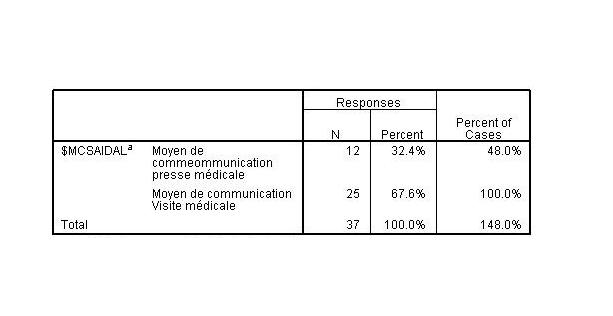 Responses
N Percent Percent of
Cases
$MCSAIDALa Moyen de
commeommunication
presse médicale 12 32.4% 48.0%
Moyen de communication
Visite médicale 25 67.6% 100.0%
Total 37 100.0% 148.0%